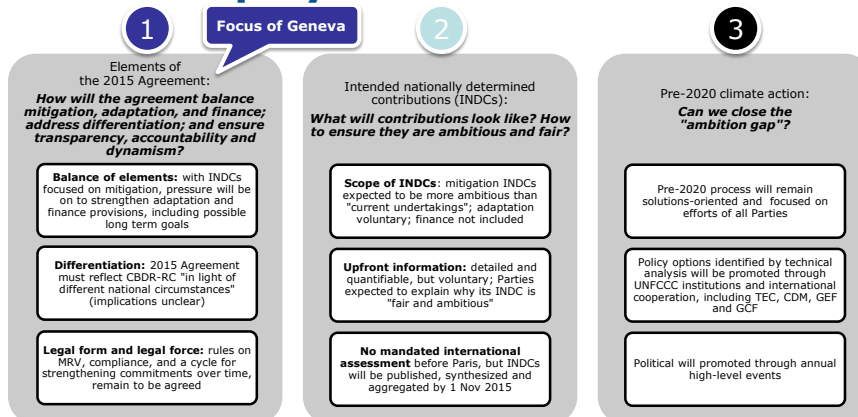 1
Focus of Geneva
2
3
Elements of
the 2015 Agreement:
How will the agreement balance
mitigation, adaptation, and finance;
address differentiation; and ensure
transparency, accountability and
dynamism?
Balance of elements: with INDCs
focused on mitigation, pressure will be
on to strengthen adaptation and
finance provisions, including possible
long term goals
Differentiation: 2015 Agreement
must reflect CBDR-RC "in light of
different national circumstances"
(implications unclear)
Legal form and legal force: rules on
MRV, compliance, and a cycle for
strengthening commitments over time,
remain to be agreed
Intended nationally determined
contributions (INDCs):
What will contributions look like? How
to ensure they are ambitious and fair?
Scope of INDCs: mitigation INDCs
expected to be more ambitious than
"current undertakings"; adaptation
voluntary; finance not included
Upfront information: detailed and
quantifiable, but voluntary; Parties
expected to explain why its INDC is
"fair and ambitious"
No mandated international
assessment before Paris, but INDCs
will be published, synthesized and
aggregated by 1 Nov 2015
Pre-2020 climate action:
Can we close the
"ambition gap"?
Pre-2020 process will remain
solutions-oriented and focused on
efforts of all Parties
Policy options identified by technical
analysis will be promoted through
UNFCCC institutions and international
cooperation, including TEC, CDM, GEF
and GCF
Political will promoted through annual
high-level events